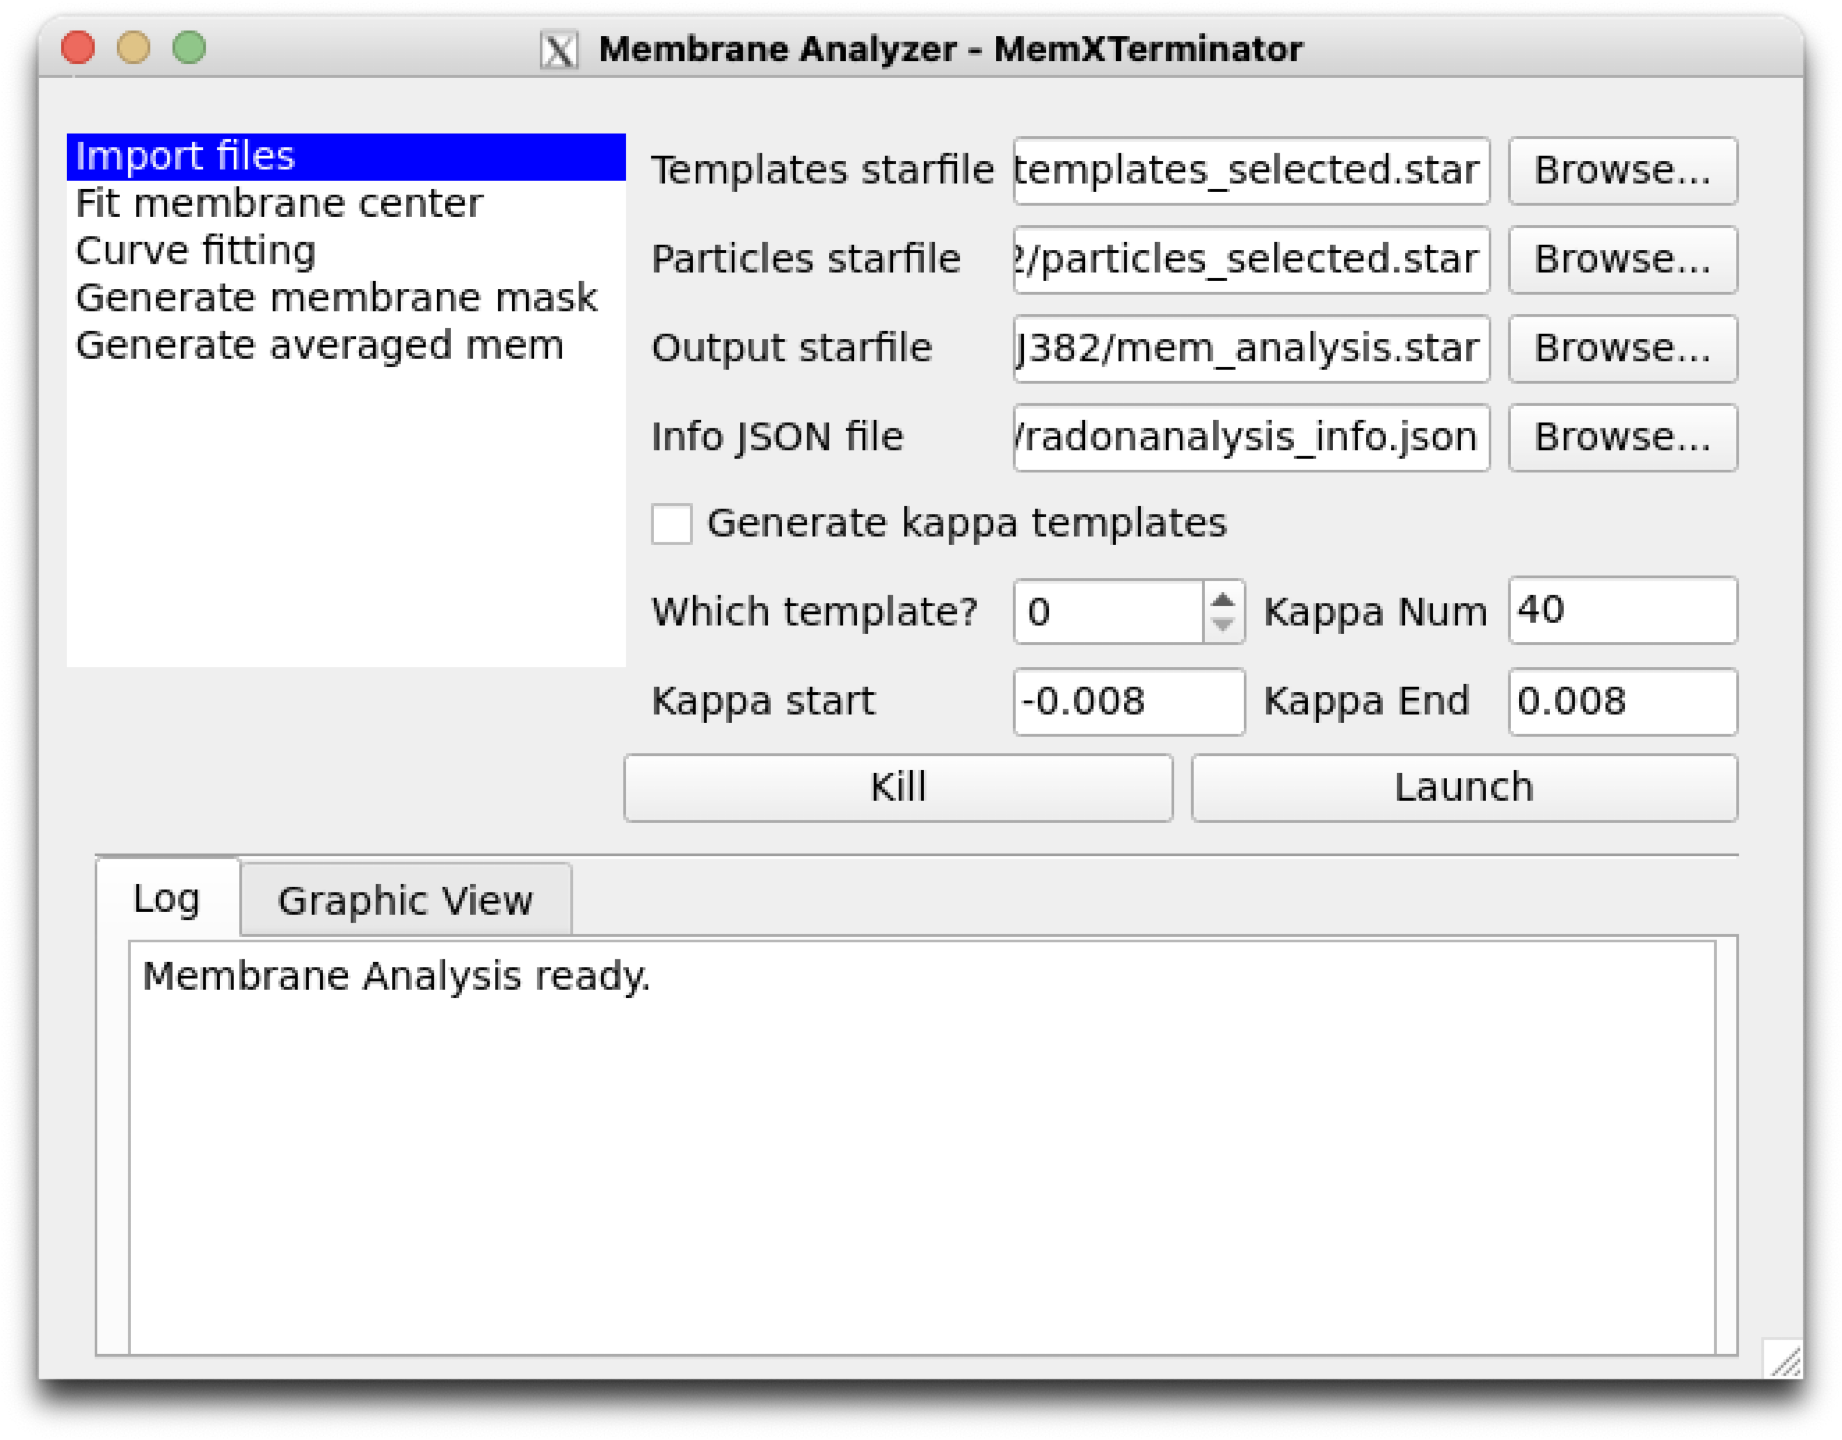 Membrane Analyzer - MemXTerminator
Import files
Fit membrane center
Curve fitting
Generate membrane mask
Generate averaged mem
Templates starfile templates_selected.star Browse...
Particles starfile /particles_selected.star Browse...
Output starfile J382/mem_analysis.star Browse...
Info JSON file /radonanalysis_info.json Browse...
Generate kappa templates
Which template? 0 Kappa Num 40
Kappa start -0.008 Kappa End 0.008
Kill Launch
Log Graphic View
Membrane Analysis ready.